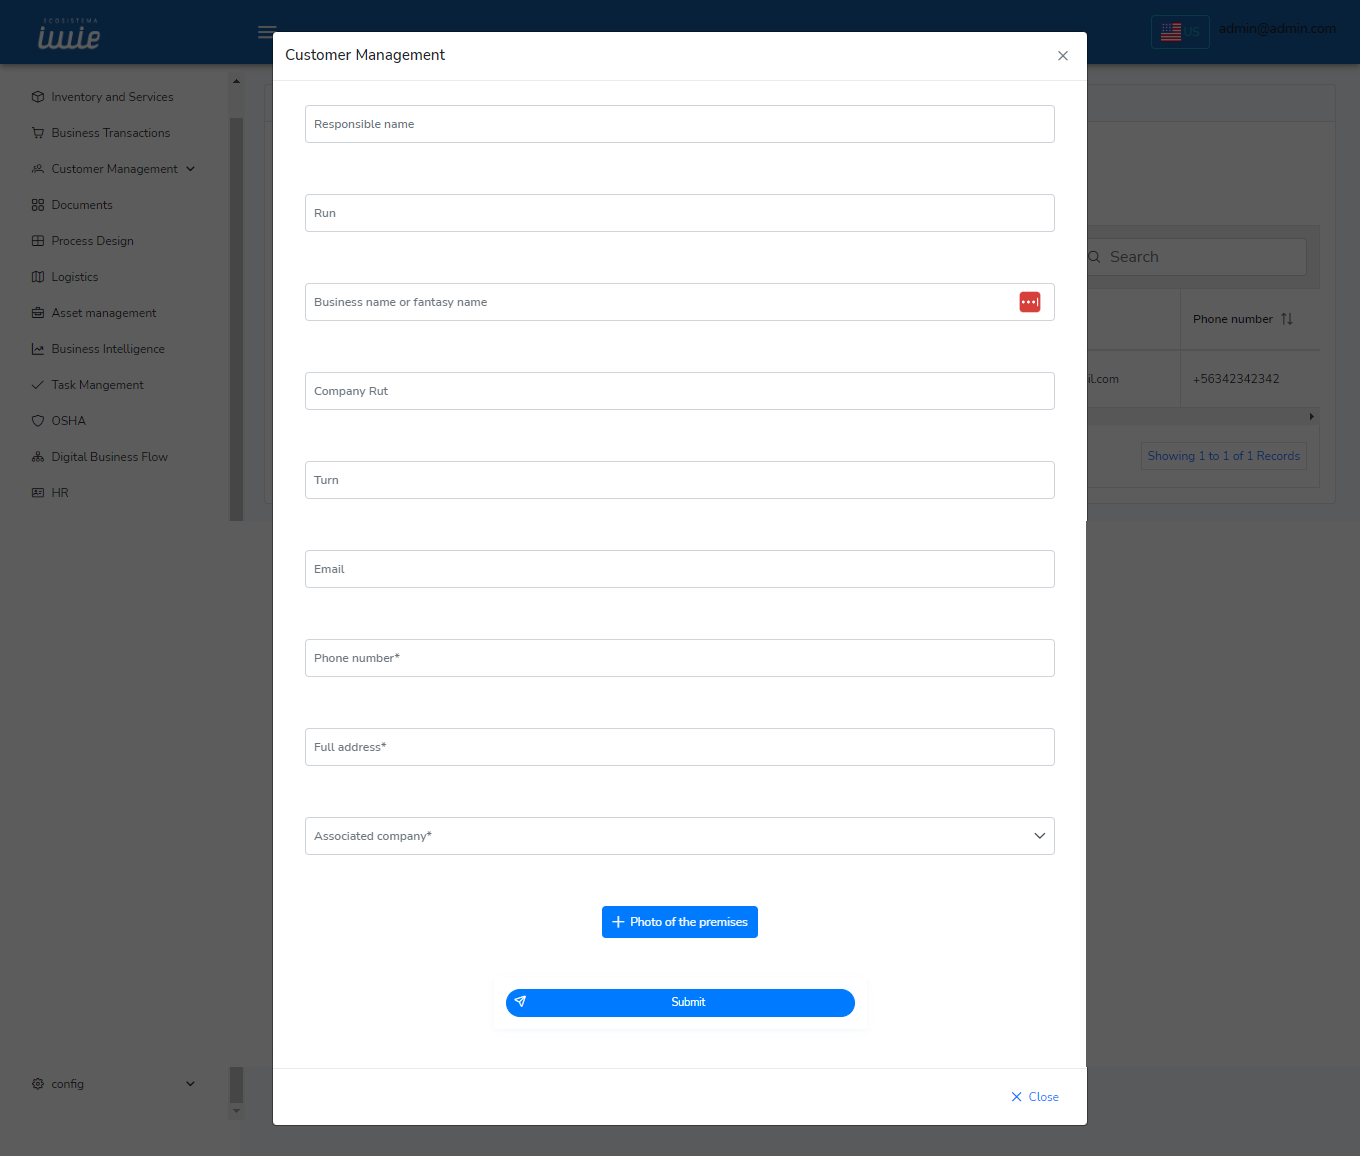 ECOSISTEMA
iwie
US
admin@admin.com
Customer Management
Inventory and Services
Business Transactions
Customer Management
Documents
Process Design
Logistics
Asset management
Business Intelligence
Task Mangement
OSHA
Digital Business Flow
HR
config
Responsible name
Run
Business name or fantasy name
Company Rut
Turn
Email
Phone number*
Full address*
Associated company*
Photo of the premises
Submit
Close
Search
Phone number
il.com
+56342342342
Showing 1 to 1 of 1 Records